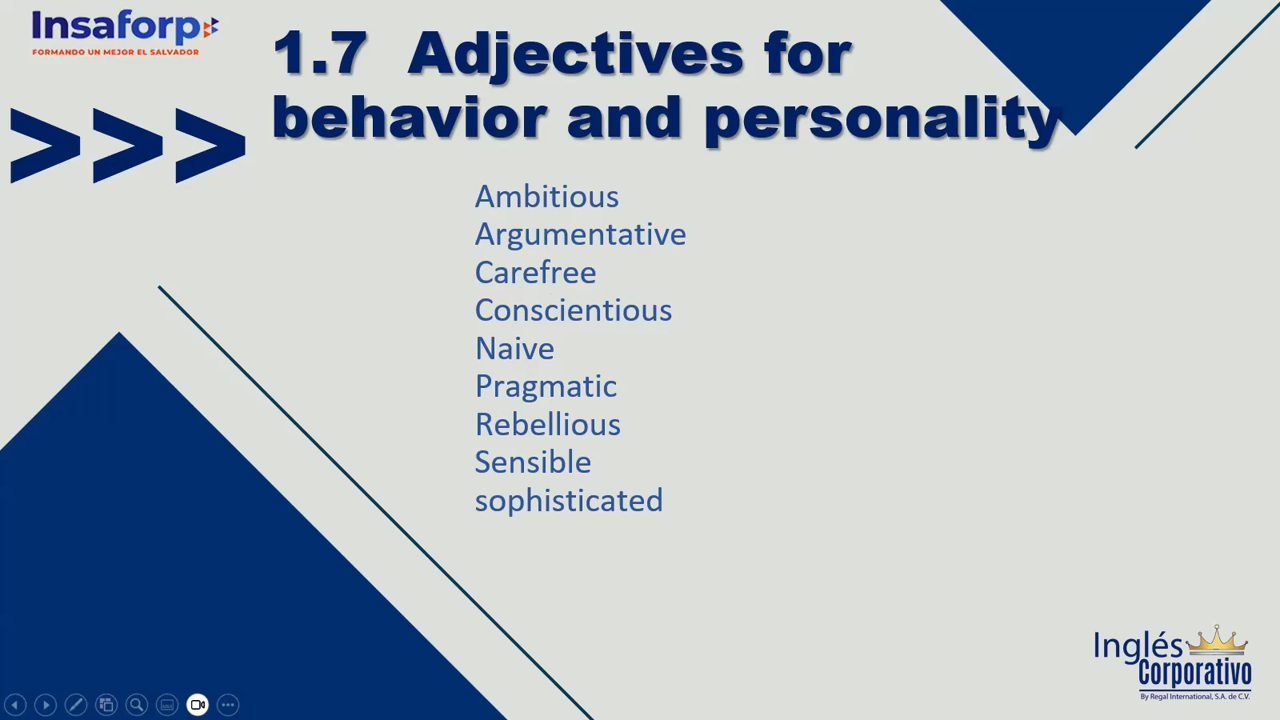 Insaforp
FORMANDO UN MEJOR EL SALVADOR
1.7 Adjectives for
behavior and personality
>>>
Ambitious
Argumentative
Carefree
Conscientious
Naive
Pragmatic
Rebellious
Sensible
sophisticated
Inglés
Corporativo
By Regal International, S.A. de C.V.